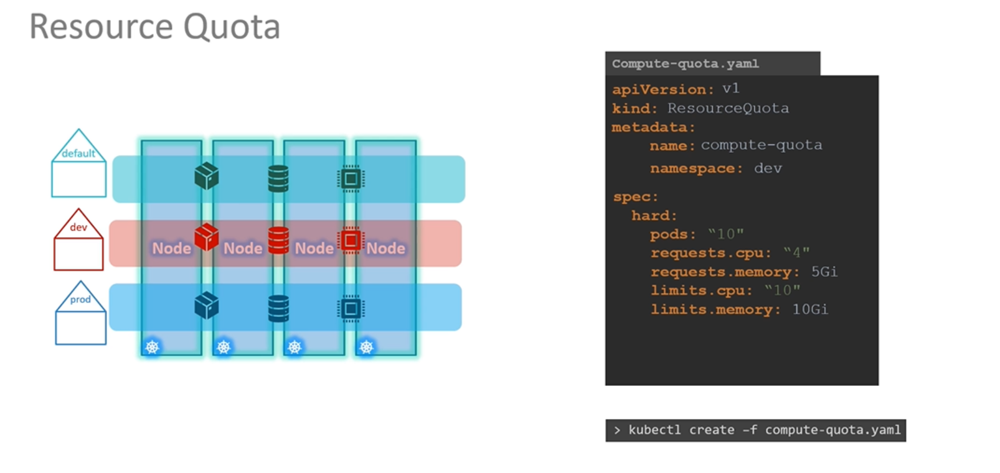 Resource Quota
default
dev
prod
Node Node Node Node
Compute-quota.yaml
apiVersion: v1
kind: ResourceQuota
metadata:
name: compute-quota
namespace: dev
spec:
hard:
pods: “10"
requests.cpu: “4"
requests.memory: 5Gi
limits.cpu: “10"
limits.memory: 10Gi
> kubectl create –f compute-quota.yaml